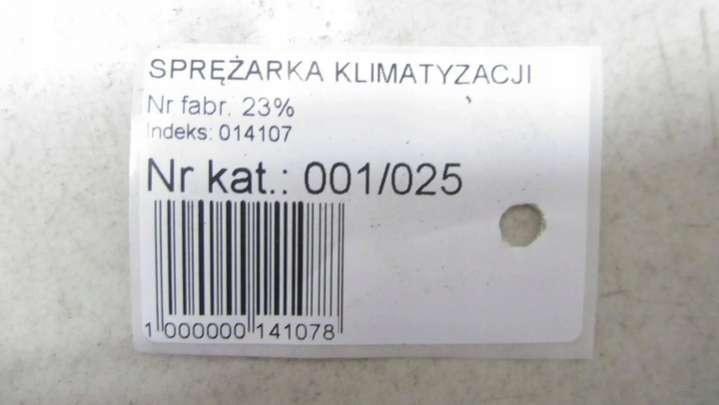 SPRĘŻARKA KLIMATYZACJI
Nr fabr. 23%
Indeks: 014107
Nr kat.: 001/025
1 000000 141078